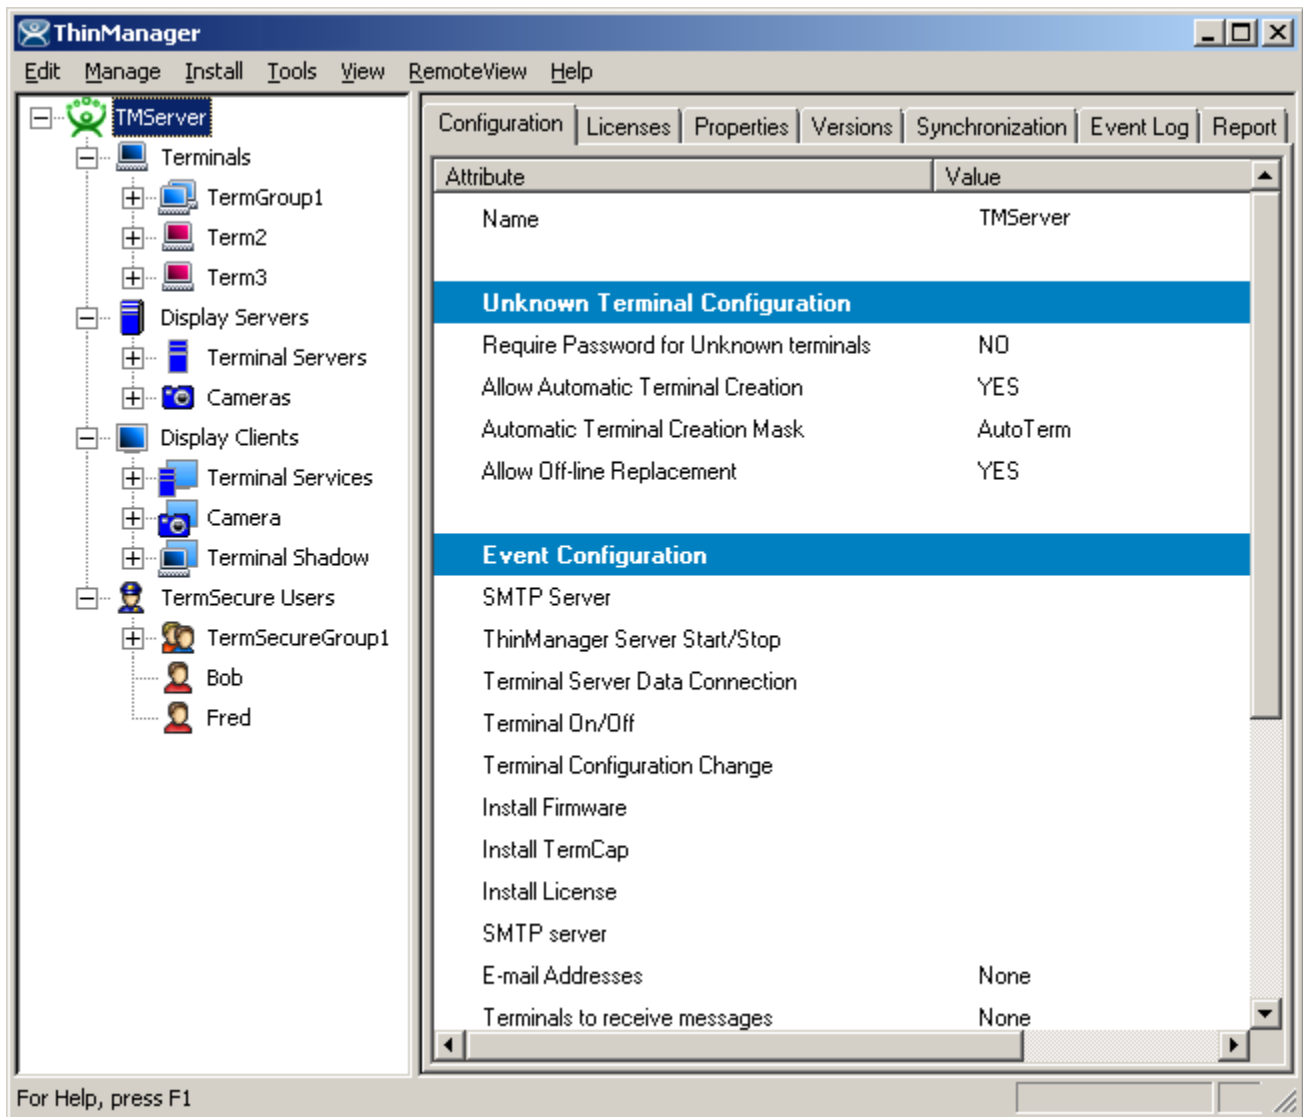 ThinManager
Edit Manage Install Tools View RemoteView Help
TMServer
Terminals
TermGroup1
Term2
Term3
Display Servers
Terminal Servers
Cameras
Display Clients
Terminal Services
Camera
Terminal Shadow
TermSecure Users
TermSecureGroup1
Bob
Fred
Configuration Licenses Properties Versions Synchronization Event Log Report
Attribute Value
Name TMServer
Unknown Terminal Configuration
Require Password for Unknown terminals NO
Allow Automatic Terminal Creation YES
Automatic Terminal Creation Mask AutoTerm
Allow Off-line Replacement YES
Event Configuration
SMTP Server
ThinManager Server Start/Stop
Terminal Server Data Connection
Terminal On/Off
Terminal Configuration Change
Install Firmware
Install TermCap
Install License
SMTP server
E-mail Addresses None
Terminals to receive messages None
For Help, press F1